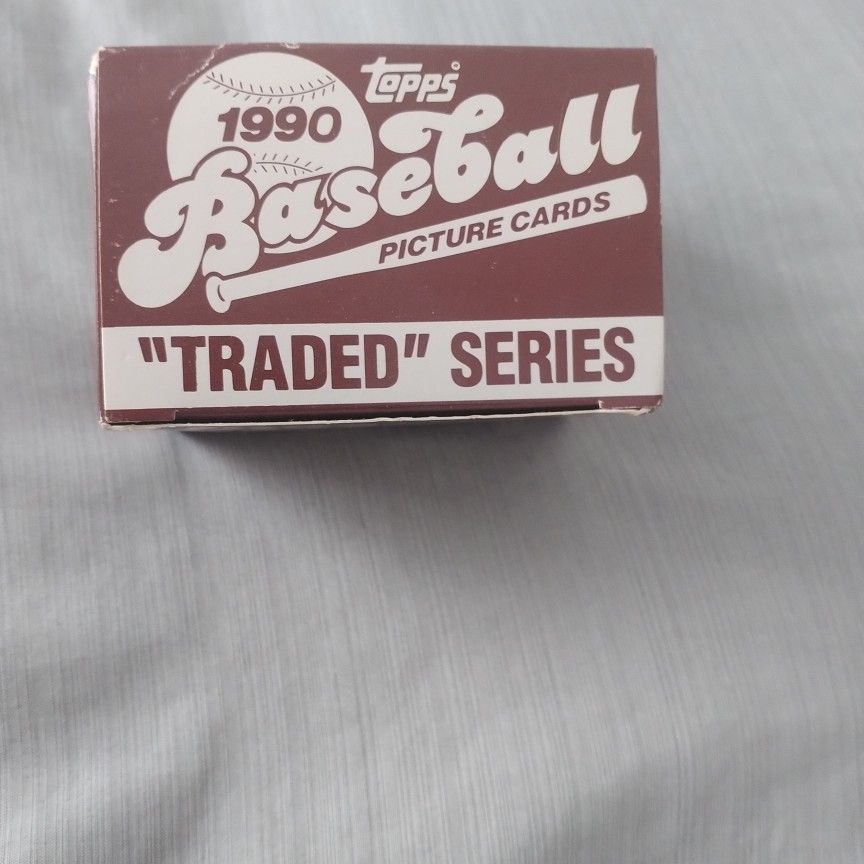 topps®
1990
Baseball
PICTURE CARDS
"TRADED" SERIES